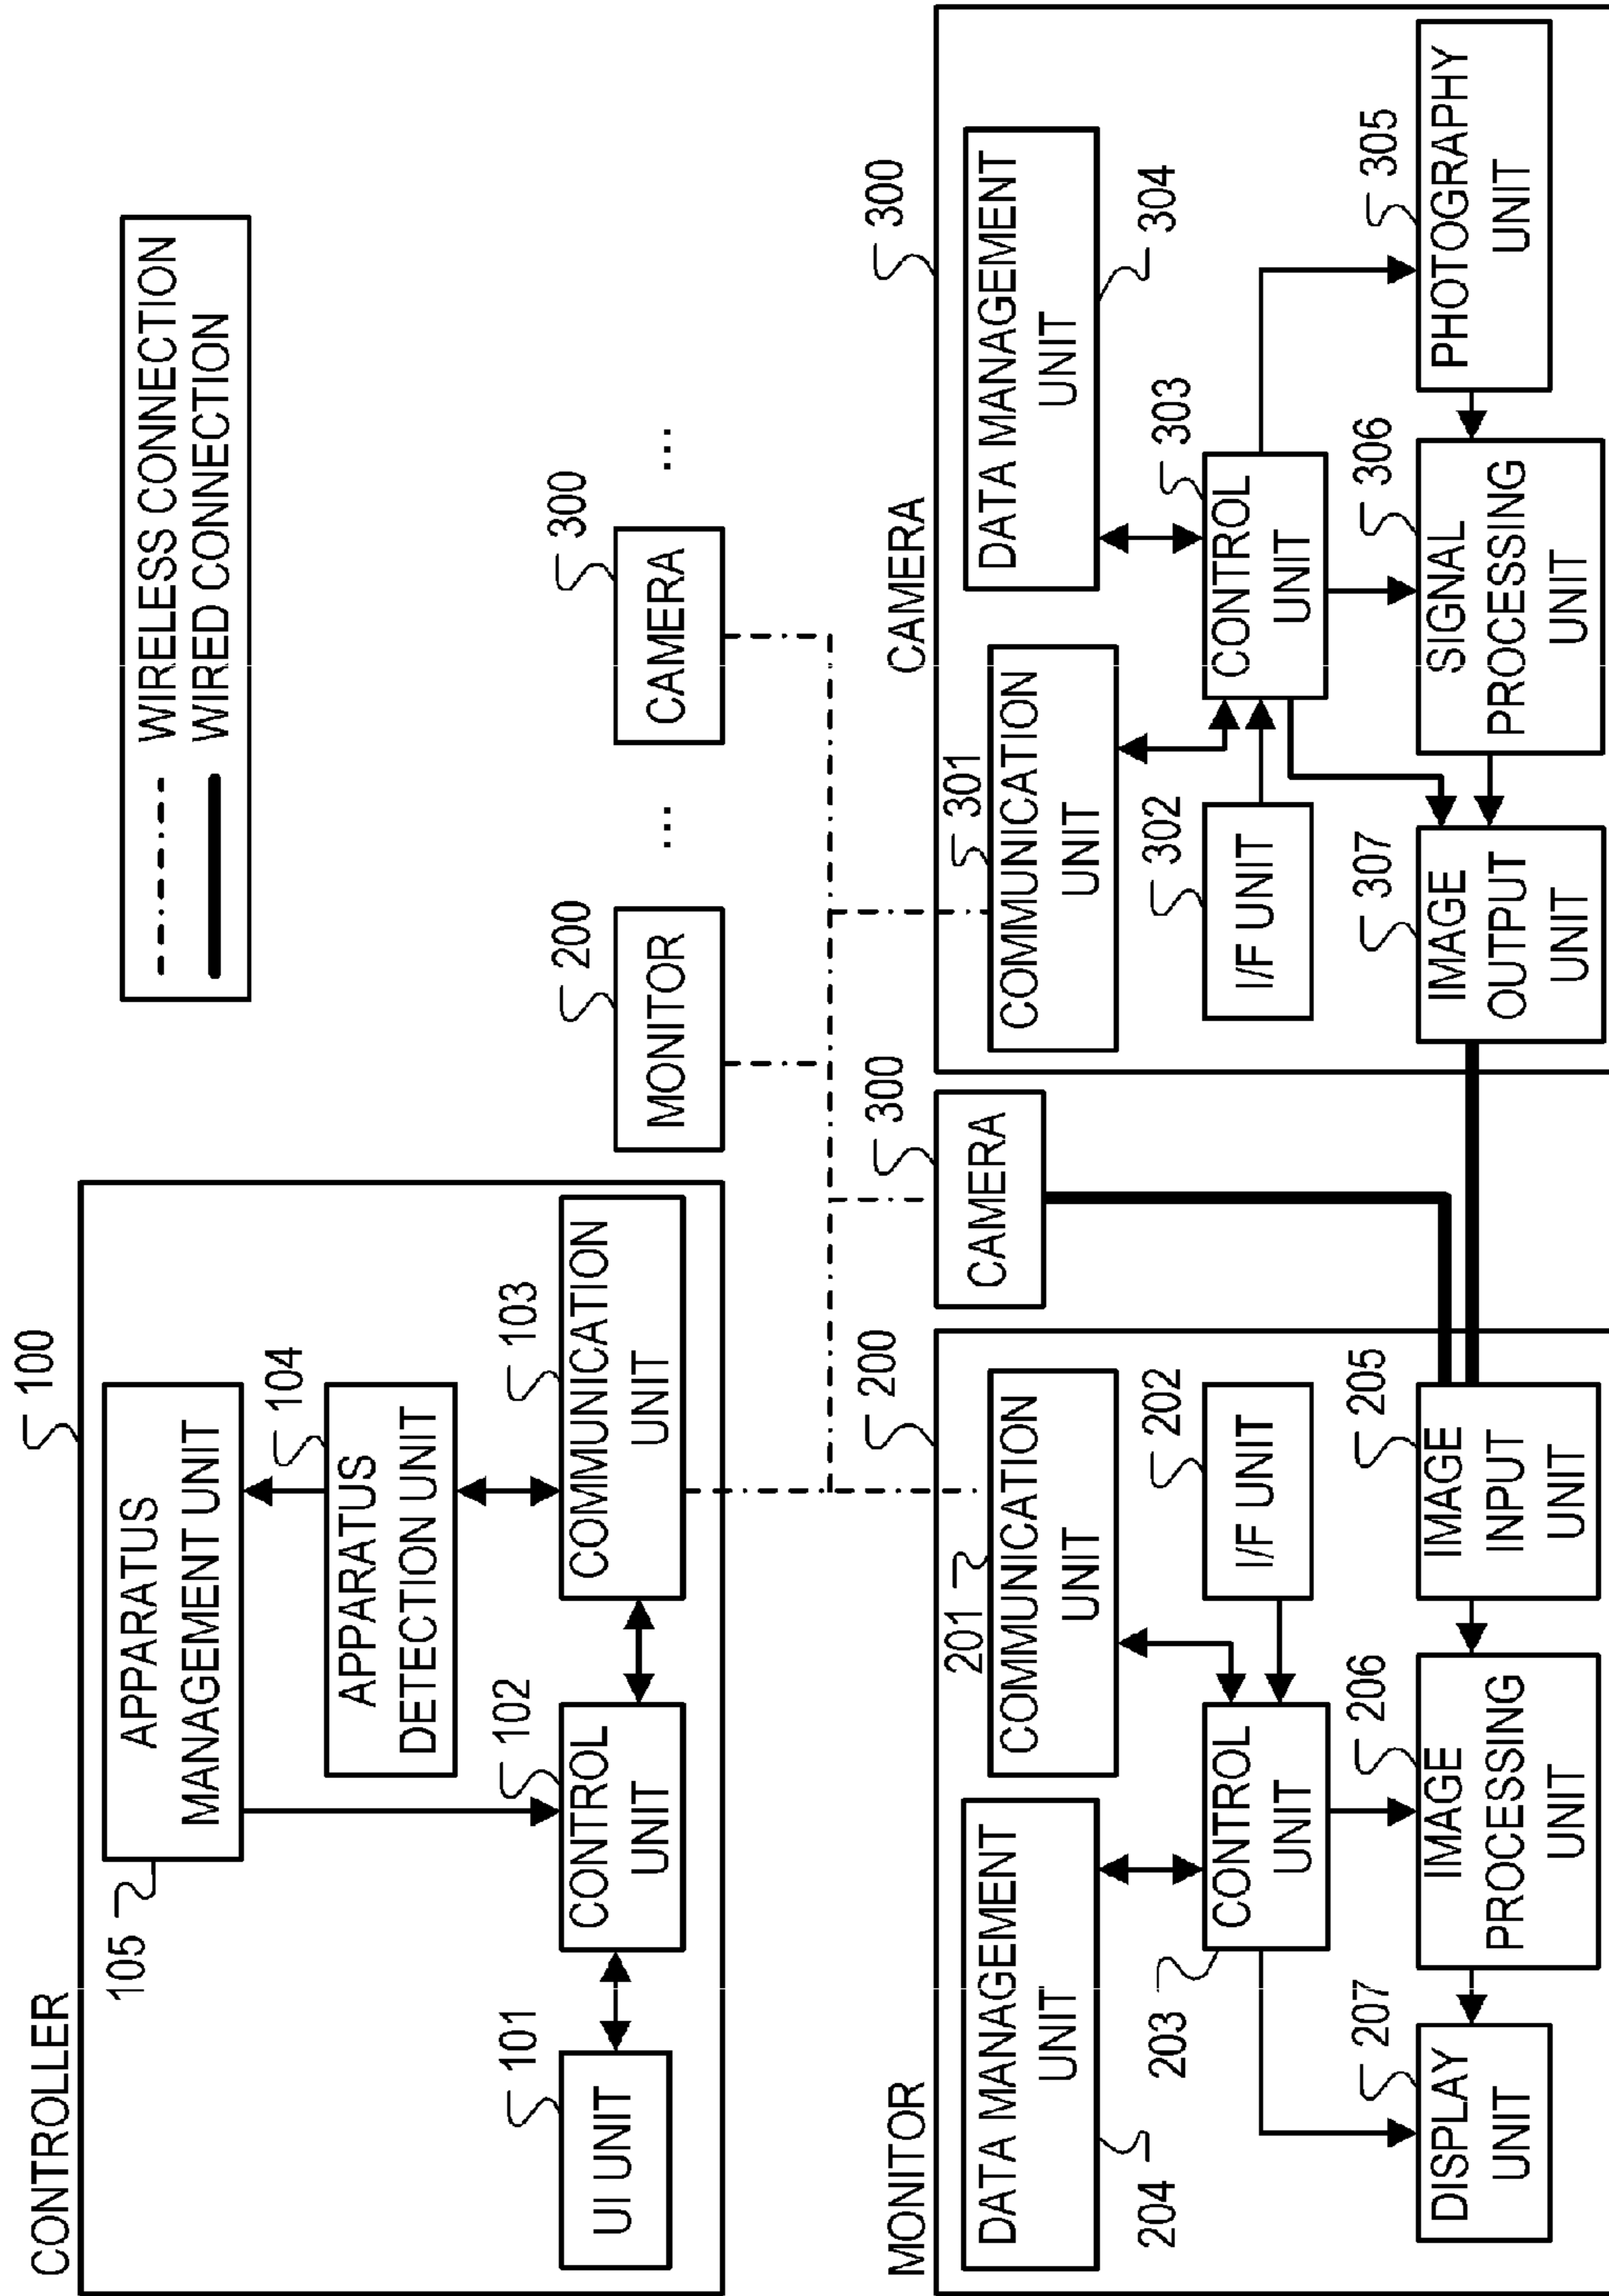 WIRELESS CONNECTION
WIRED CONNECTION
CONTROLLER
100
APPARATUS
MANAGEMENT UNIT
105
104
APPARATUS
DETECTION UNIT
101
UI UNIT
102
CONTROL
UNIT
103
COMMUNICATION
UNIT
200
MONITOR
...
300
CAMERA
...
MONITOR
200
DATA MANAGEMENT
UNIT
204
201
COMMUNICATION
UNIT
203
CONTROL
UNIT
202
I/F UNIT
207
DISPLAY
UNIT
206
IMAGE
PROCESSING
UNIT
205
IMAGE
INPUT
UNIT
300
CAMERA
CAMERA
300
301
COMMUNICATION
UNIT
DATA MANAGEMENT
UNIT
304
302
I/F UNIT
303
CONTROL
UNIT
307
IMAGE
OUTPUT
UNIT
306
SIGNAL
PROCESSING
UNIT
305
PHOTOGRAPHY
UNIT